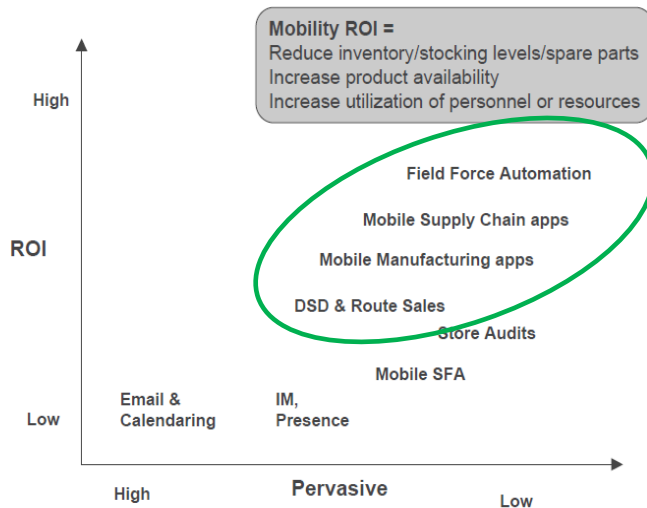 Mobility ROI =
Reduce inventory/stocking levels/spare parts
Increase product availability
Increase utilization of personnel or resources
High
Field Force Automation
Mobile Supply Chain apps
ROI
Mobile Manufacturing apps
DSD & Route Sales
Store Audits
Mobile SFA
Email &
Calendaring
IM,
Presence
Low
High
Pervasive
Low